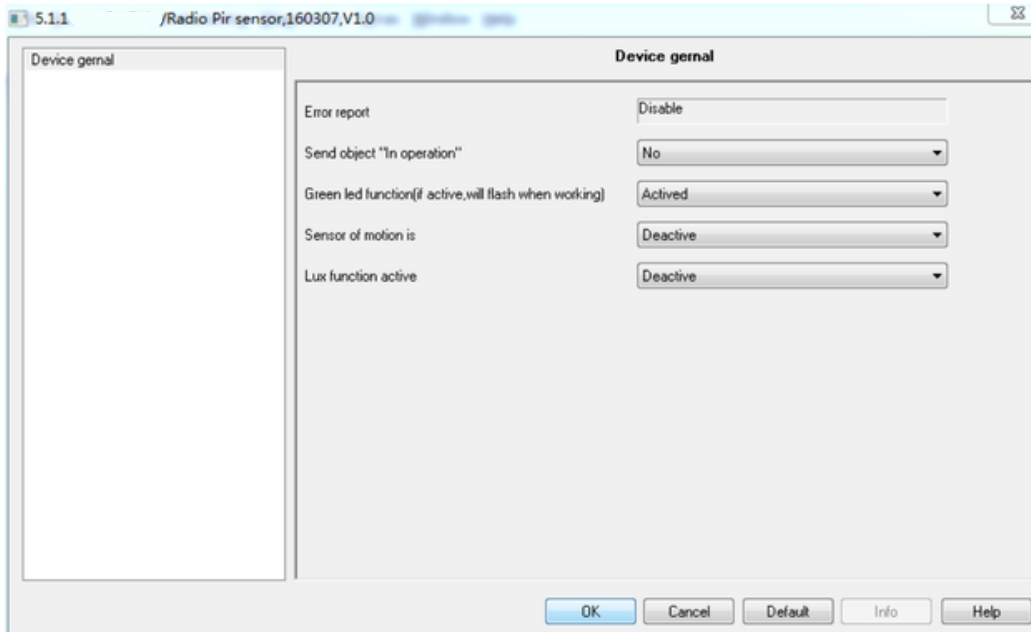 5.1.1 /Radio Pir sensor,160307,V1.0
Device gernal
Device gernal
Error report Disable
Send object "In operation" No
Green led function(if active,will flash when working) Actived
Sensor of motion is Deactive
Lux function active Deactive
OK Cancel Default Info Help